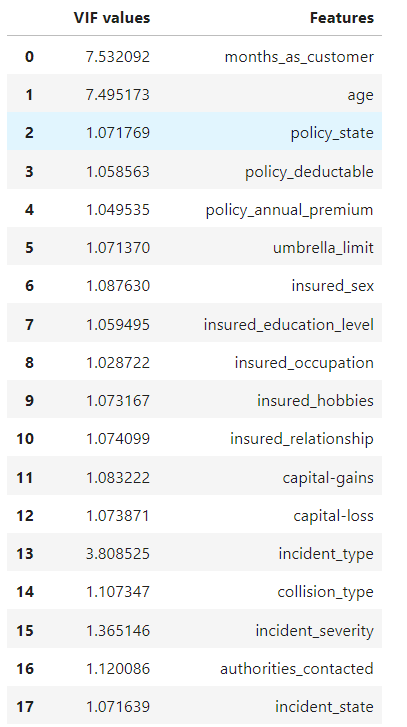 VIF values Features
0 7.532092 months_as_customer
1 7.495173 age
2 1.071769 policy_state
3 1.058563 policy_deductable
4 1.049535 policy_annual_premium
5 1.071370 umbrella_limit
6 1.087630 insured_sex
7 1.059495 insured_education_level
8 1.028722 insured_occupation
9 1.073167 insured_hobbies
10 1.074099 insured_relationship
11 1.083222 capital-gains
12 1.073871 capital-loss
13 3.808525 incident_type
14 1.107347 collision_type
15 1.365146 incident_severity
16 1.120086 authorities_contacted
17 1.071639 incident_state